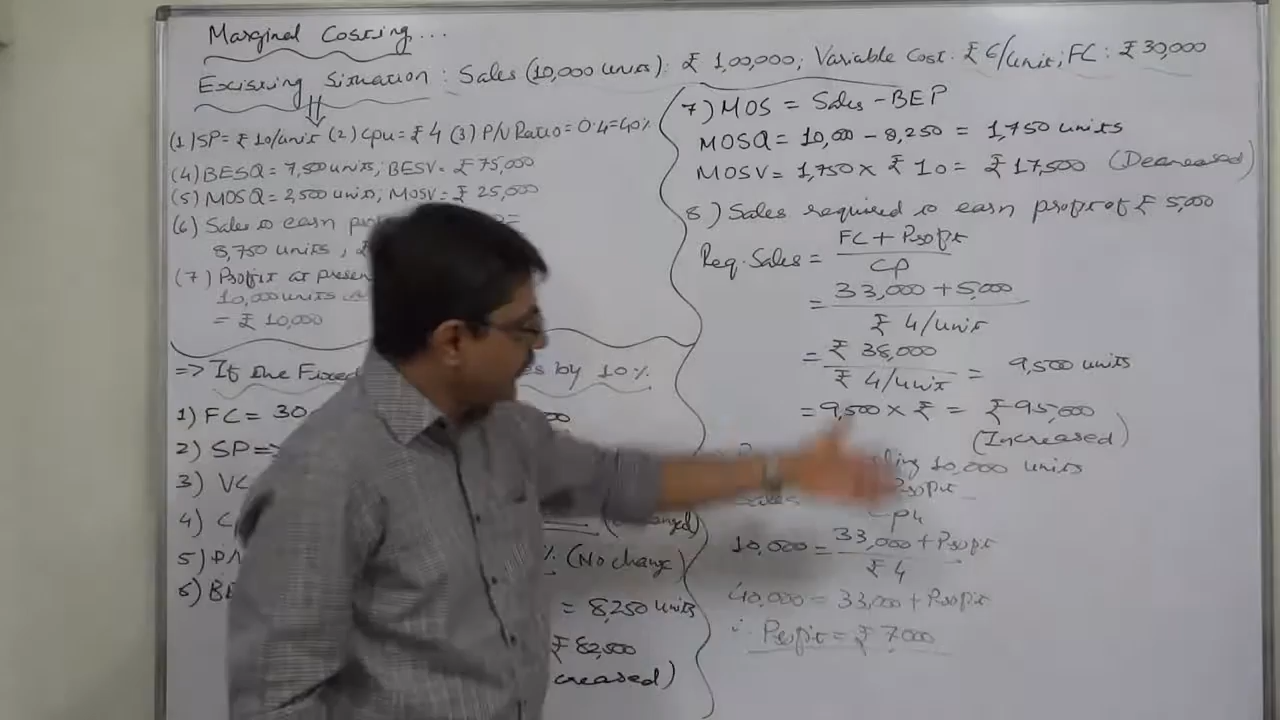 Marginal Costing...
Existing Situation : Sales (10,000 units): ₹ 1,00,000; Variable Cost: ₹ 6/unit; FC : ₹ 30,000
(1) SP = ₹ 10/unit (2) Cpu = ₹ 4 (3) P/V Ratio = 0.4 = 40%
(4) BESQ = 7,500 units; BESV = ₹ 75,000
(5) MOSQ = 2,500 units; MOSV = ₹ 25,000
(6) Sales to earn
8,750 units,
(7) Profit at
10,000 units
= ₹ 10,000
=> If the Fixed by 10%
1) FC = 30
2) SP =
3) VC
4)
5) (No change)
6) = 8,250 units
₹ 82,500
7) MOS = Sales - BEP
MOSQ = 10,000 - 8,250 = 1,750 units
MOSV = 1,750 x ₹ 10 = ₹ 17,500 (Decreased)
8) Sales required to earn profit of ₹ 5,000
Req. Sales = FC + Profit
CP
= 33,000 + 5,000
₹ 4/unit
= ₹ 38,000
₹ 4/unit = 9,500 units
= 9,500 x ₹ = ₹ 95,000
(Increased)
10,000 units
Sales Profit
10,000 = 33,000 + Profit
₹ 4
40,000 = 33,000 + Profit
∴ Profit = ₹ 7,000